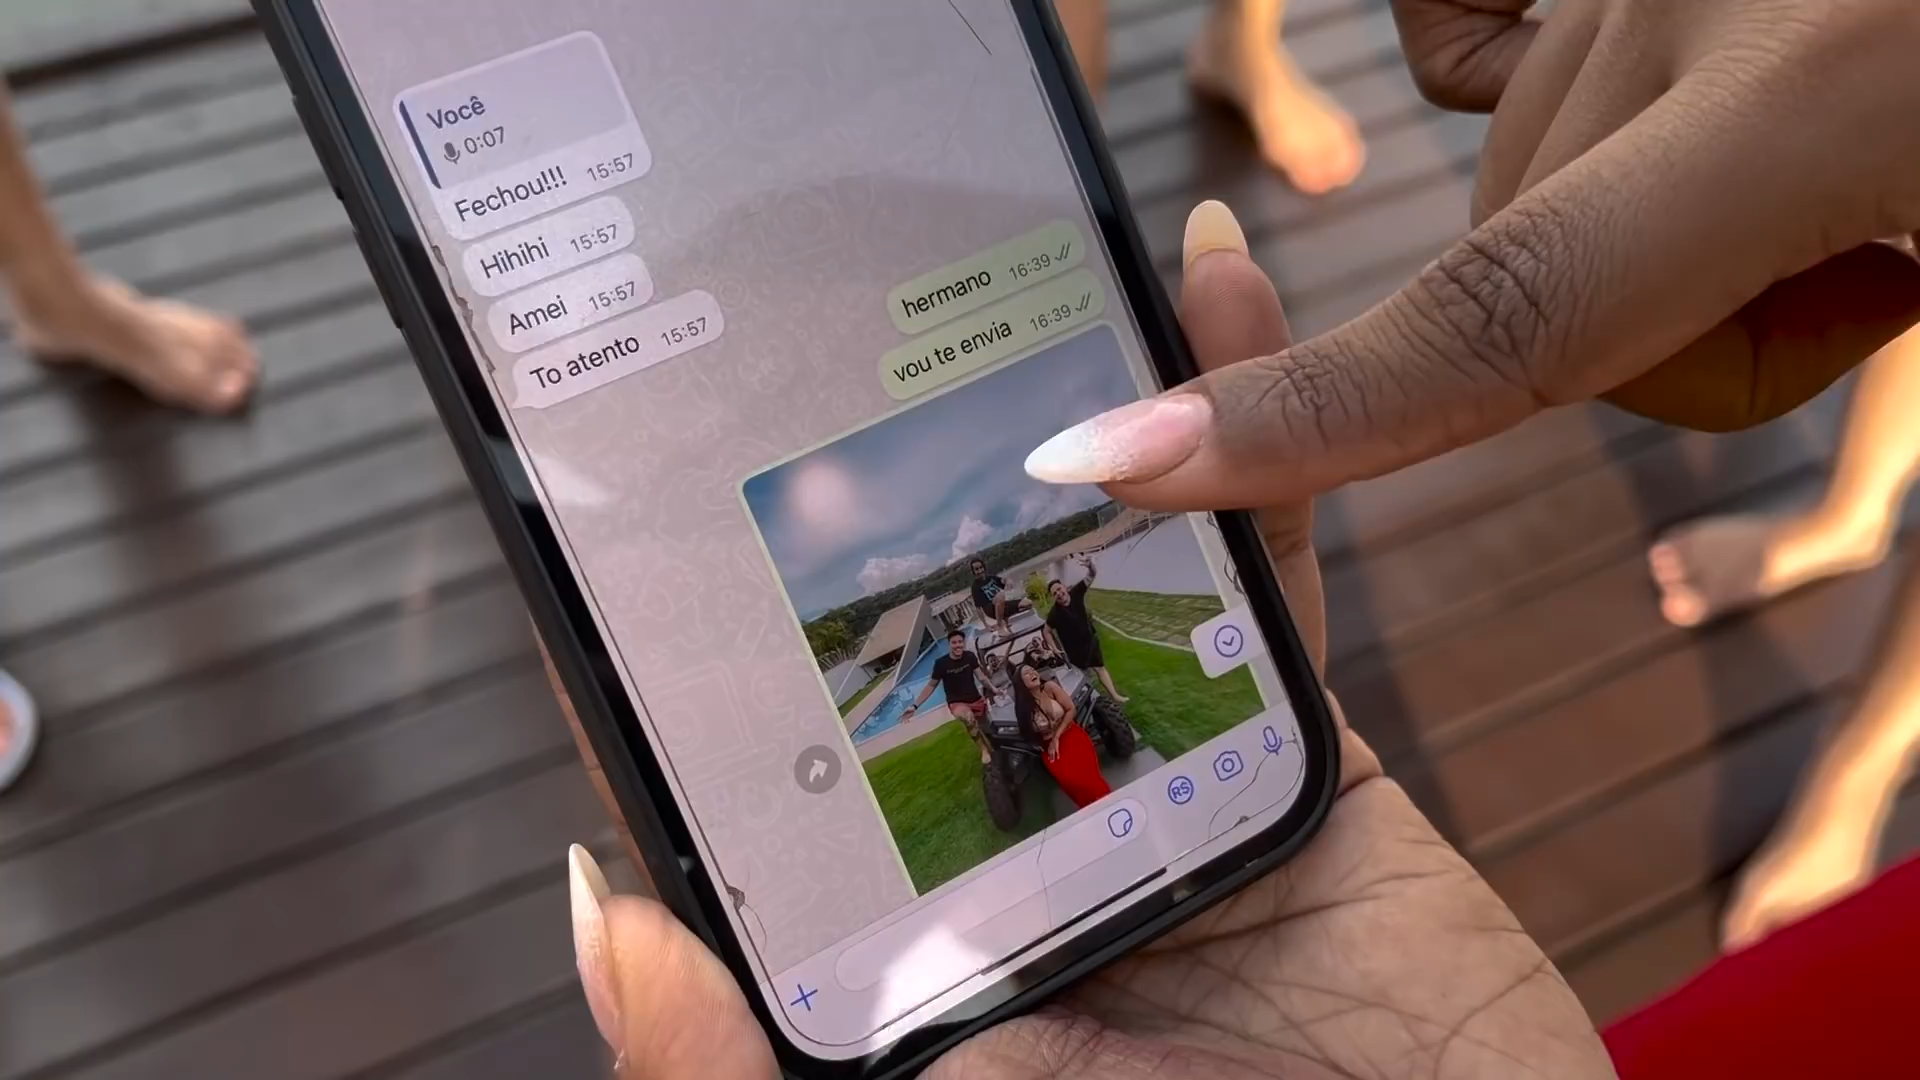 Você
0:07
Fechou!!! 15:57
Hihihi 15:57
Amei 15:57
To atento 15:57
hermano 16:39
vou te envia 16:39
R$